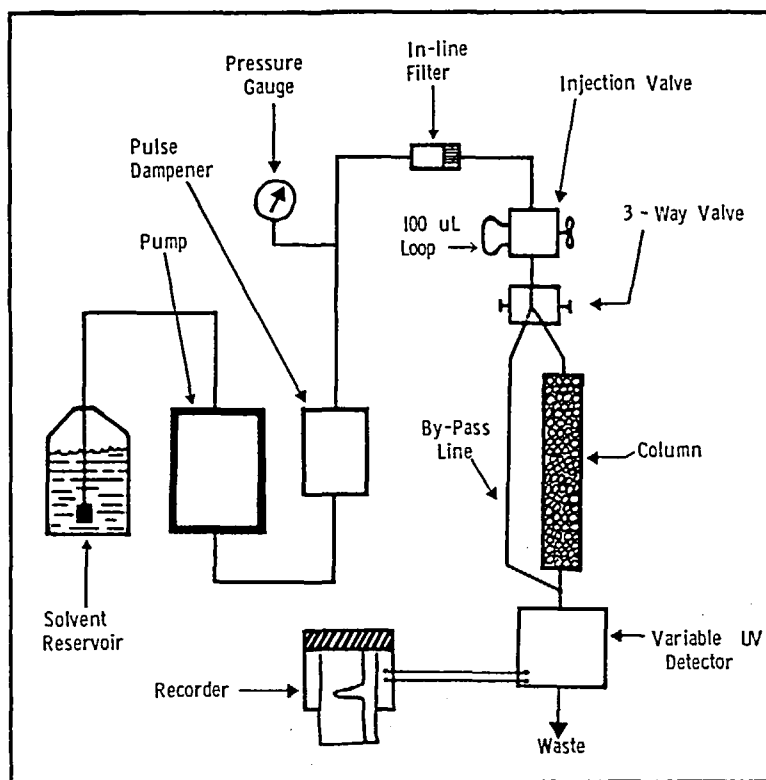 Pressure
Gauge
In-line
Filter
Injection Valve
Pulse
Dampener
Pump
100 uL
Loop
3-Way Valve
By-Pass
Line
Column
Solvent
Reservoir
Variable UV
Detector
Recorder
Waste